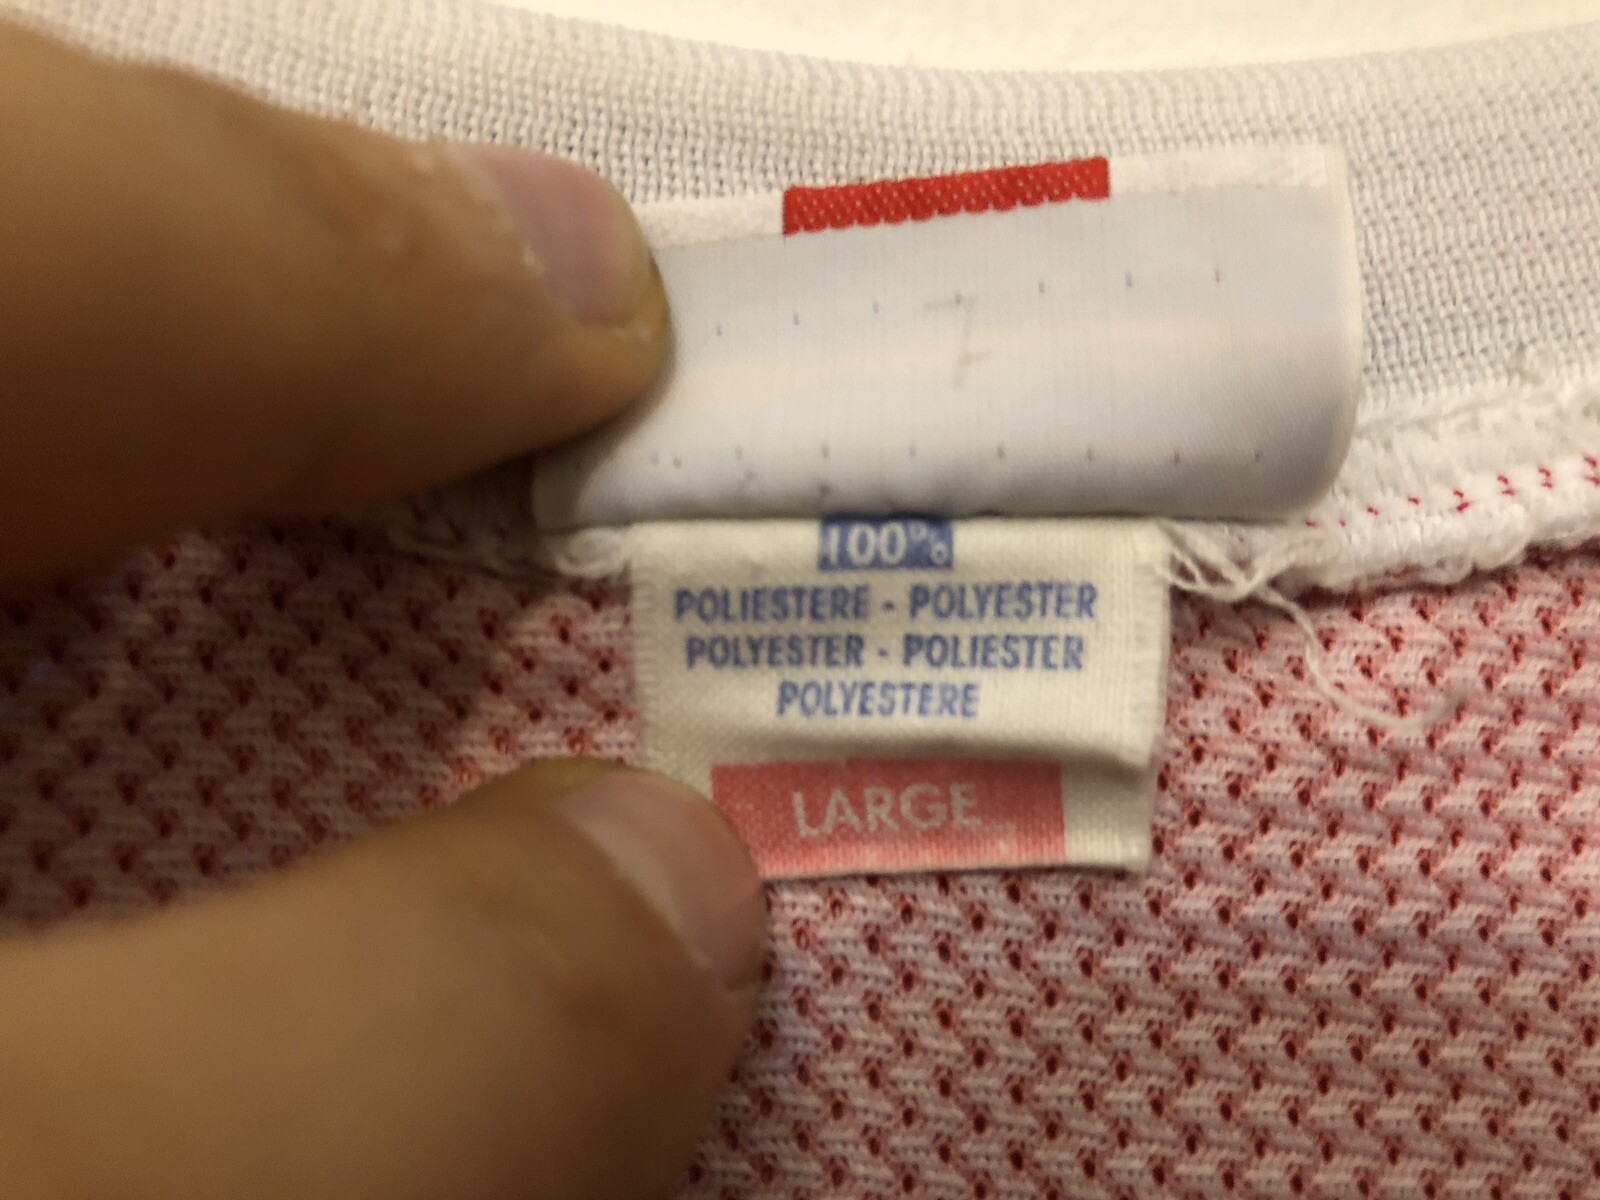 100%
POLIESTERE - POLYESTER
POLYESTER - POLIESTER
POLYESTERE
LARGE